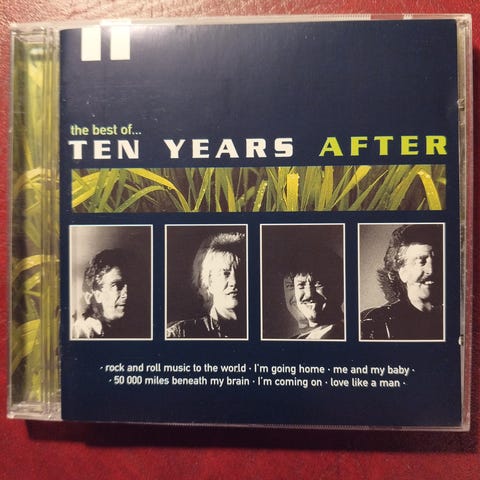 the best of...
TEN YEARS AFTER
· rock and roll music to the world · I'm going home · me and my baby ·
· 50 000 miles beneath my brain · I'm coming on · love like a man ·